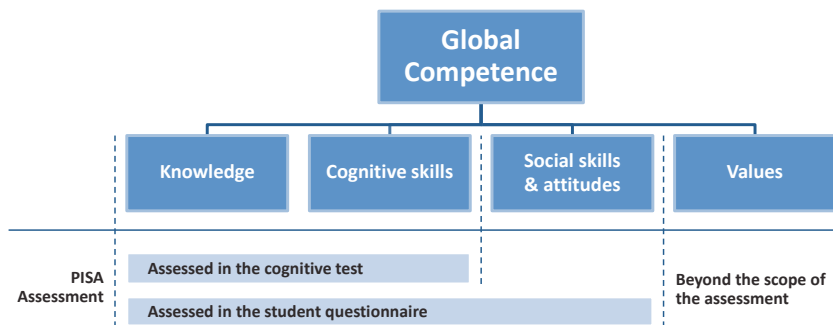 Global
Competence
Knowledge
Cognitive skills
Social skills
& attitudes
Values
PISA
Assessment
Assessed in the cognitive test
Assessed in the student questionnaire
Beyond the scope of
the assessment